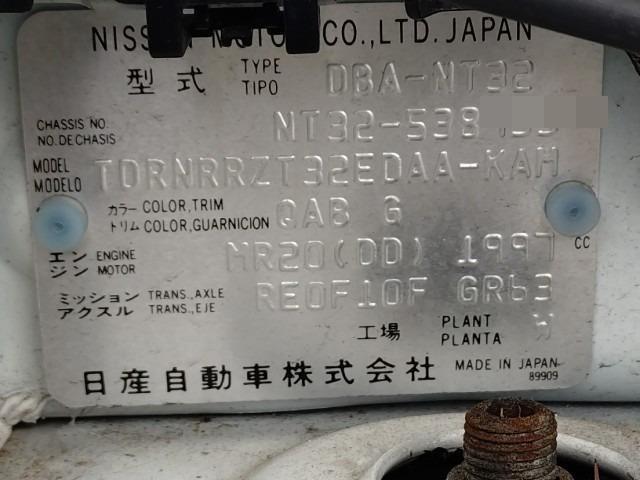 NISSAN MOTOR CO.,LTD. JAPAN
型式 TYPE TIPO DBA-NT32
CHASSIS NO. NO. DE CHASIS NT32-538
MODEL MODELO TDRNRRZT32EDAA-KAH
カラー COLOR,TRIM トリム COLOR,GUARNICION QAB G
エンジン ENGINE MOTOR MR20(DD) 1997 CC
ミッション アクスル TRANS.,AXLE TRANS.,EJE RE0F10F GR63
工場 PLANT PLANTA W
日産自動車株式会社 MADE IN JAPAN
89909